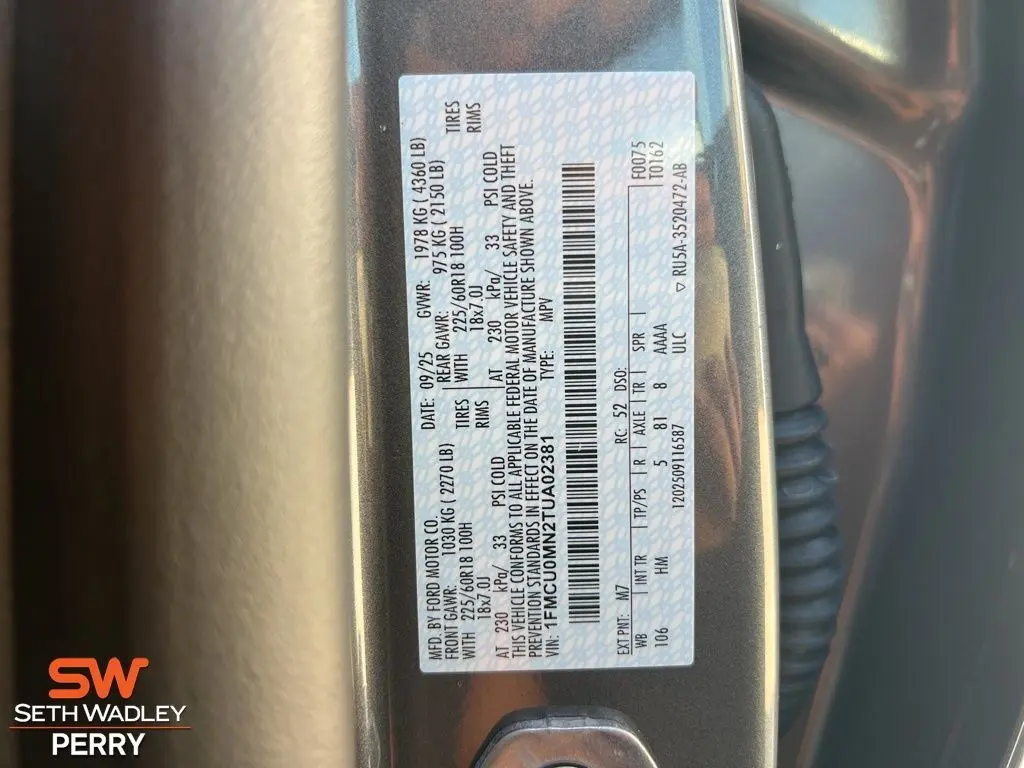 MFD. BY FORD MOTOR CO. DATE: 09/25 GVWR: 1978 KG ( 4360 LB)
FRONT GAWR: 1030 KG ( 2270 LB) REAR GAWR: 975 KG ( 2150 LB)
WITH 225/60R18 100H TIRES WITH 225/60R18 100H TIRES
18x7.0J RIMS 18x7.0J RIMS
AT 230 kPa/ 33 PSI COLD AT 230 kPa/ 33 PSI COLD
THIS VEHICLE CONFORMS TO ALL APPLICABLE FEDERAL MOTOR VEHICLE SAFETY AND THEFT
PREVENTION STANDARDS IN EFFECT ON THE DATE OF MANUFACTURE SHOWN ABOVE.
VIN: 1FMCU0MN2TUA02381 TYPE: MPV
EXT PNT: M7 RC: 52 DSO: F0075
WB INT TR TP/PS R AXLE TR SPR T0162
106 HM 5 81 8 AAAA
1202509116587 ULC ▽ RU5A-3520472-AB
SW
SETH WADLEY
PERRY